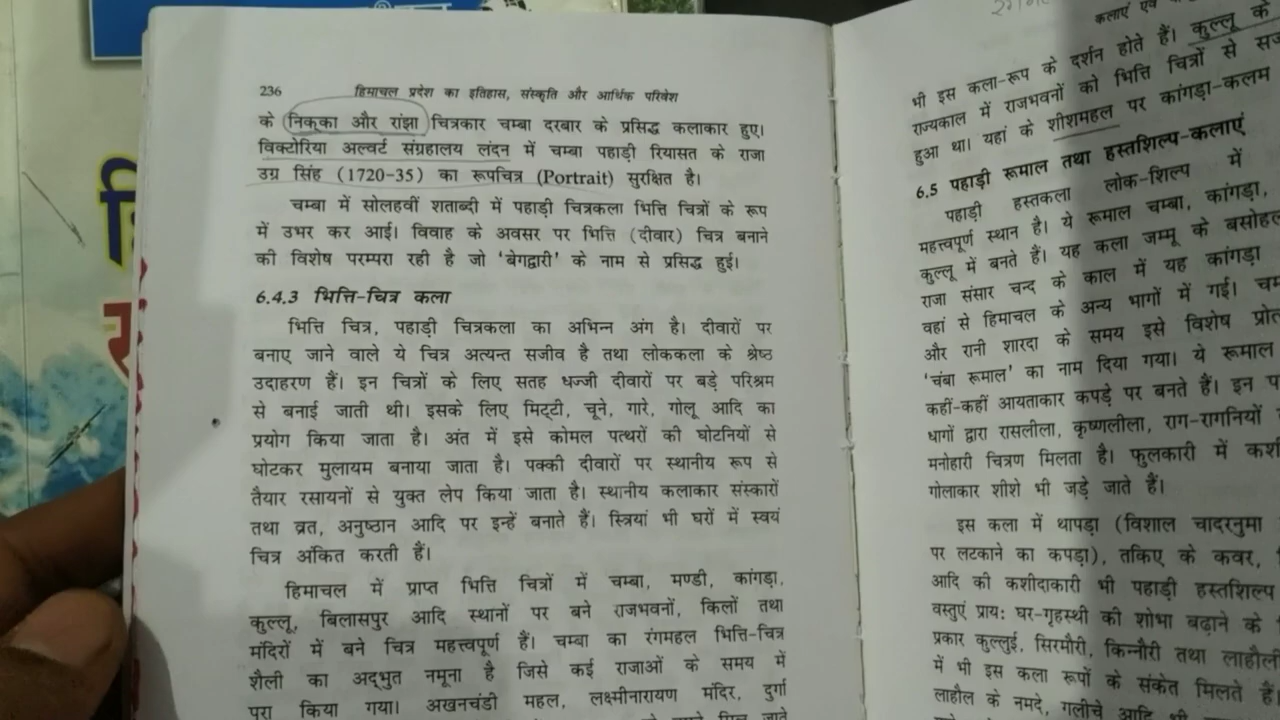 236 हिमाचल प्रदेश का इतिहास, संस्कृति और आर्थिक परिवेश
के निक्का और रांझा चित्रकार चम्बा दरबार के प्रसिद्ध कलाकार हुए।
विक्टोरिया अल्वर्ट संग्रहालय लंदन में चम्बा पहाड़ी रियासत के राजा
उग्र सिंह (1720-35) का रूपचित्र (Portrait) सुरक्षित है।
चम्बा में सोलहवीं शताब्दी में पहाड़ी चित्रकला भित्ति चित्रों के रूप
में उभर कर आई। विवाह के अवसर पर भित्ति (दीवार) चित्र बनाने
की विशेष परम्परा रही है जो 'बेगद्वारी' के नाम से प्रसिद्ध हुई।
6.4.3 भित्ति-चित्र कला
भित्ति चित्र, पहाड़ी चित्रकला का अभिन्न अंग है। दीवारों पर
बनाए जाने वाले ये चित्र अत्यन्त सजीव है तथा लोककला के श्रेष्ठ
उदाहरण हैं। इन चित्रों के लिए सतह धज्जी दीवारों पर बड़े परिश्रम
से बनाई जाती थी। इसके लिए मिट्टी, चूने, गारे, गोलू आदि का
प्रयोग किया जाता है। अंत में इसे कोमल पत्थरों की घोटनियों से
घोटकर मुलायम बनाया जाता है। पक्की दीवारों पर स्थानीय रूप से
तैयार रसायनों से युक्त लेप किया जाता है। स्थानीय कलाकार संस्कारों
तथा व्रत, अनुष्ठान आदि पर इन्हें बनाते हैं। स्त्रियां भी घरों में स्वयं
चित्र अंकित करती हैं।
हिमाचल में प्राप्त भित्ति चित्रों में चम्बा, मण्डी, कांगड़ा,
कुल्लू, बिलासपुर आदि स्थानों पर बने राजभवनों, किलों तथा
मंदिरों में बने चित्र महत्त्वपूर्ण हैं। चम्बा का रंगमहल भित्ति-चित्र
शैली का अद्भुत नमूना है जिसे कई राजाओं के समय में
पूरा किया गया। अखनचंडी महल, लक्ष्मीनारायण मंदिर, दुर्गा
कलाएं एवं
भी इस कला-रूप के दर्शन होते हैं। कुल्लू के
राज्यकाल में राजभवनों को भित्ति चित्रों से
हुआ था। यहां के शीशमहल पर कांगड़ा-कलम
6.5 पहाड़ी रूमाल तथा हस्तशिल्प-कलाएं
पहाड़ी हस्तकला लोक-शिल्प में
महत्त्वपूर्ण स्थान है। ये रूमाल चम्बा, कांगड़ा,
कुल्लू में बनते हैं। यह कला जम्मू के
राजा संसार चन्द के काल में यह कांगड़ा
वहां से हिमाचल के अन्य भागों में गई।
और रानी शारदा के समय इसे विशेष
'चंबा रूमाल' का नाम दिया गया। ये रूमाल
कहीं-कहीं आयताकार कपड़े पर बनते हैं। इन
धागों द्वारा रासलीला, कृष्णलीला, राग-रागनियों
मनोहारी चित्रण मिलता है। फुलकारी में
गोलाकार शीशे भी जड़े जाते हैं।
इस कला में थापड़ा (विशाल चादरनुमा
पर लटकाने का कपड़ा), तकिए के कवर,
आदि की कशीदाकारी भी पहाड़ी हस्तशिल्प
वस्तुएं प्राय: घर-गृहस्थी की शोभा बढ़ाने के
प्रकार कुल्लुई, सिरमौरी, किन्नौरी तथा
में भी इस कला रूपों के संकेत मिलते हैं।
लाहौल के नमदे, गलीचे आदि